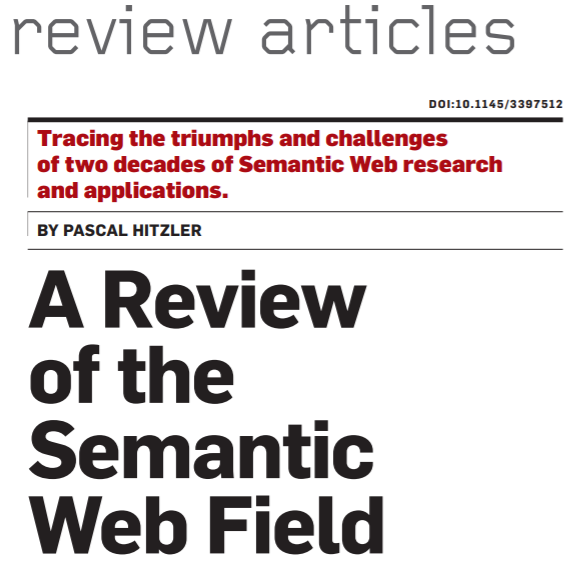 review articles
DOI:10.1145/3397512
Tracing the triumphs and challenges
of two decades of Semantic Web research
and applications.
BY PASCAL HITZLER
A Review
of the
Semantic
Web Field